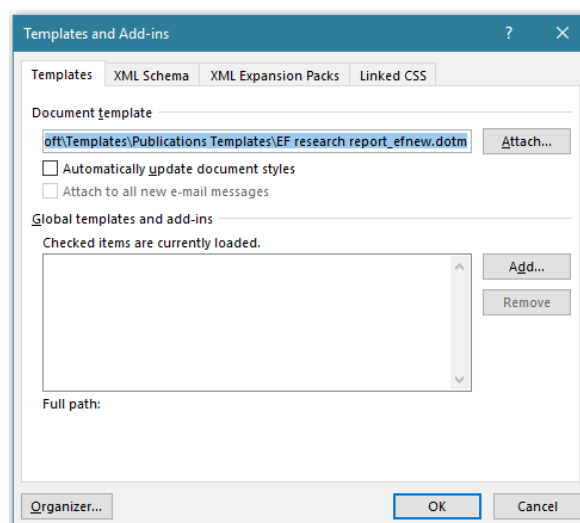 Templates and Add-ins ? ×
Templates XML Schema XML Expansion Packs Linked CSS
Document template
oft\Templates\Publications Templates\EF research report_efnew.dotm Attach...
Automatically update document styles
Attach to all new e-mail messages
Global templates and add-ins
Checked items are currently loaded.
Add...
Remove
Full path:
Organizer... OK Cancel